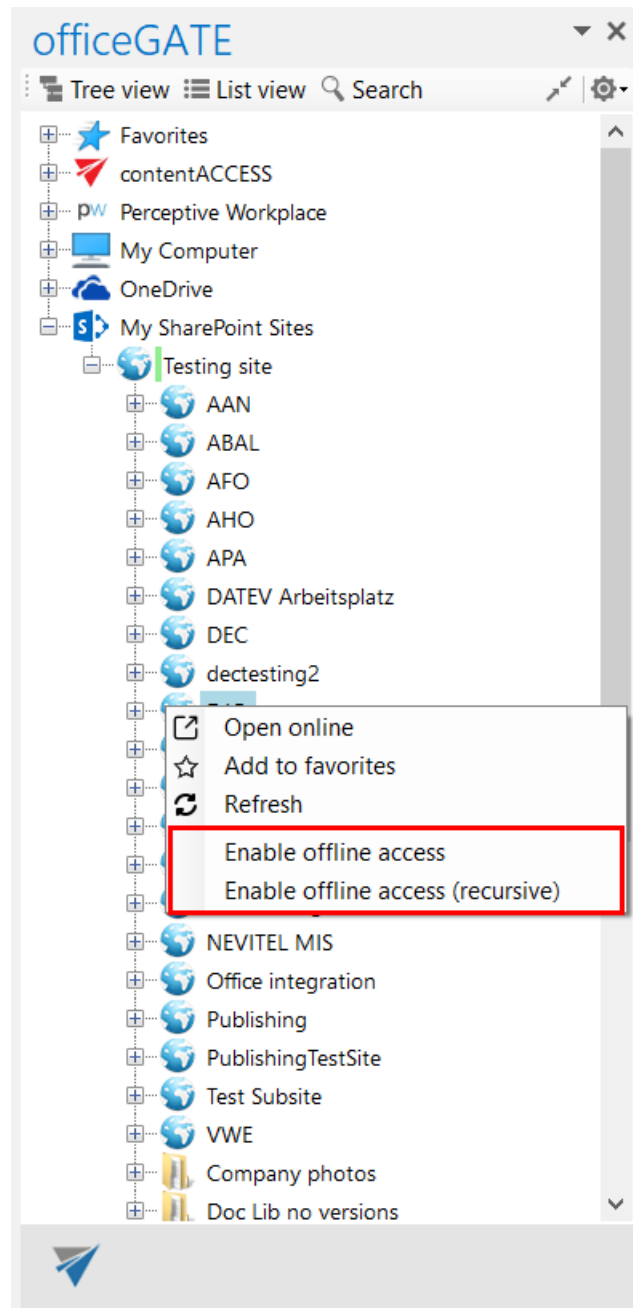 officeGATE
Tree view List view Search
Favorites
contentACCESS
pw Perceptive Workplace
My Computer
OneDrive
S My SharePoint Sites
Testing site
AAN
ABAL
AFO
AHO
APA
DATEV Arbeitsplatz
DEC
dectesting2
Open online
Add to favorites
Refresh
Enable offline access
Enable offline access (recursive)
NEVITEL MIS
Office integration
Publishing
PublishingTestSite
Test Subsite
VWE
Company photos
Doc Lib no versions